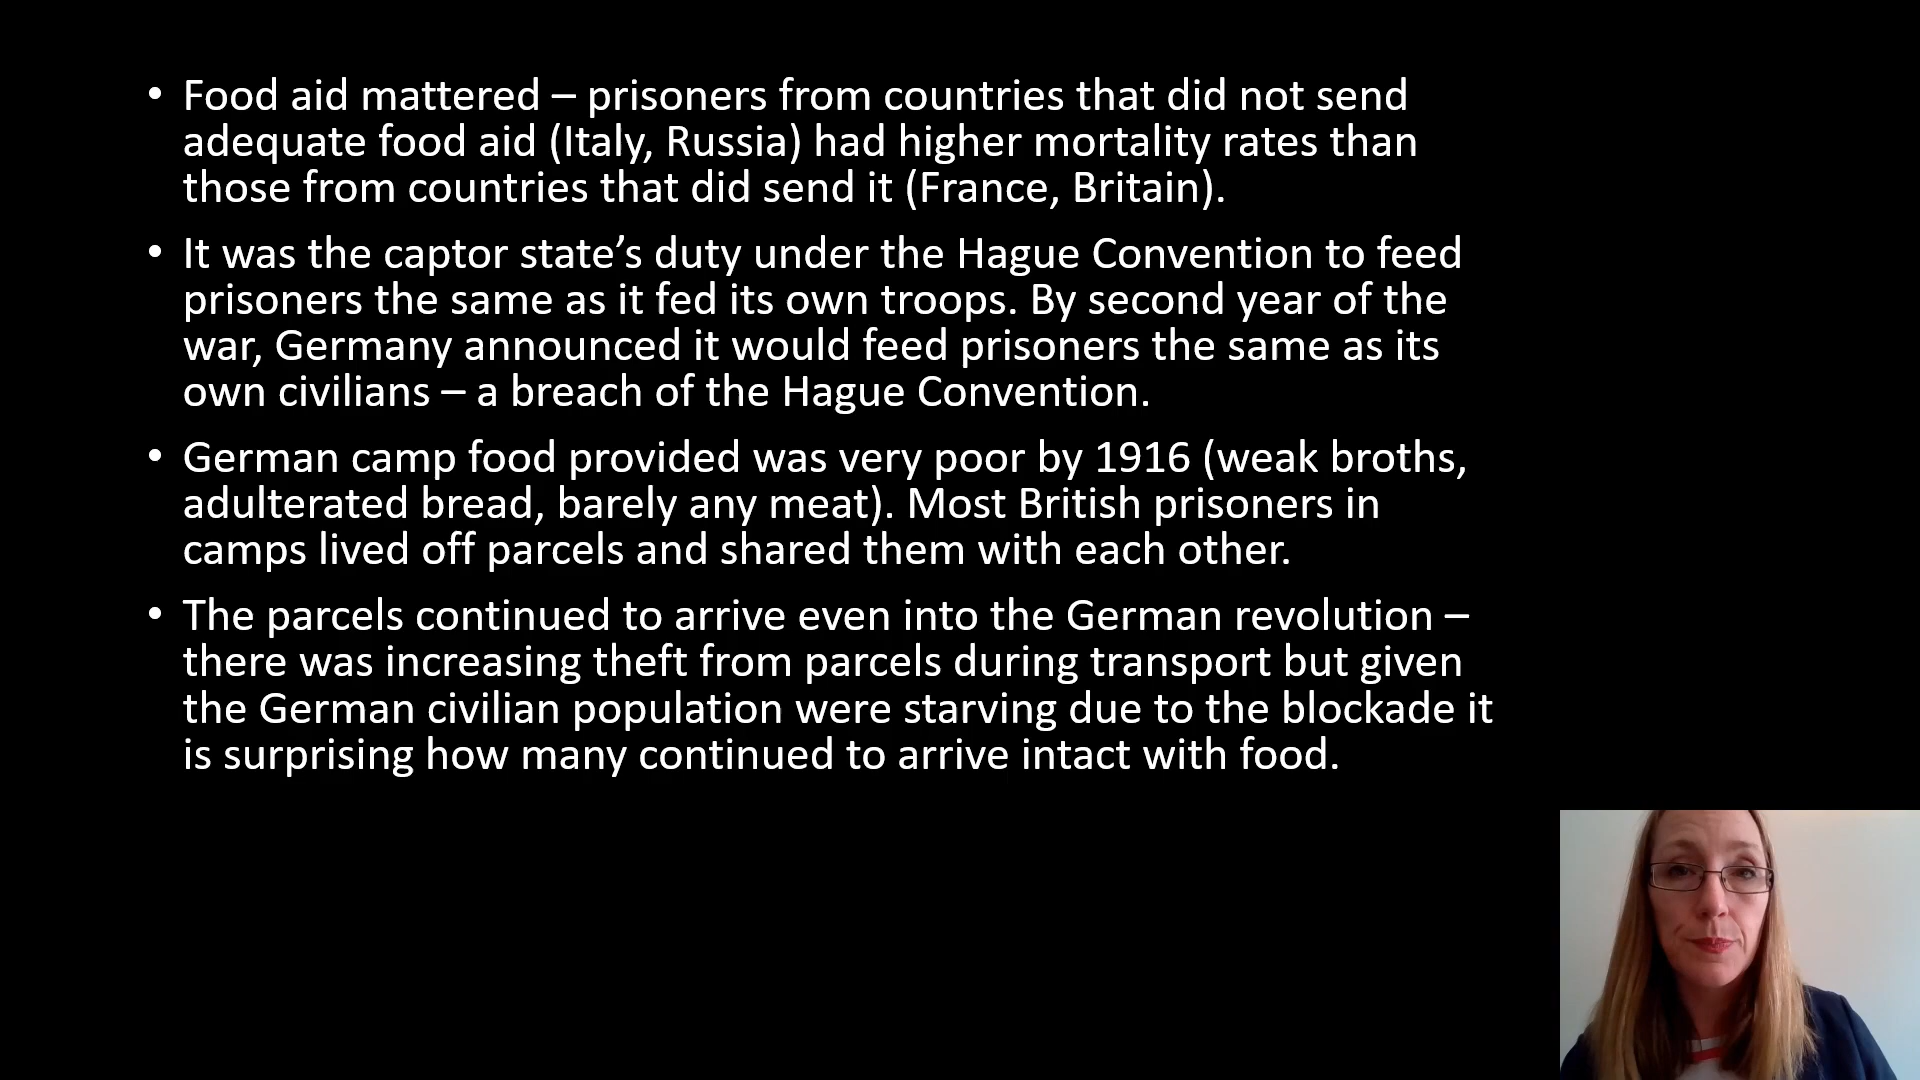 • Food aid mattered – prisoners from countries that did not send
adequate food aid (Italy, Russia) had higher mortality rates than
those from countries that did send it (France, Britain).
• It was the captor state’s duty under the Hague Convention to feed
prisoners the same as it fed its own troops. By second year of the
war, Germany announced it would feed prisoners the same as its
own civilians – a breach of the Hague Convention.
• German camp food provided was very poor by 1916 (weak broths,
adulterated bread, barely any meat). Most British prisoners in
camps lived off parcels and shared them with each other.
• The parcels continued to arrive even into the German revolution –
there was increasing theft from parcels during transport but given
the German civilian population were starving due to the blockade it
is surprising how many continued to arrive intact with food.